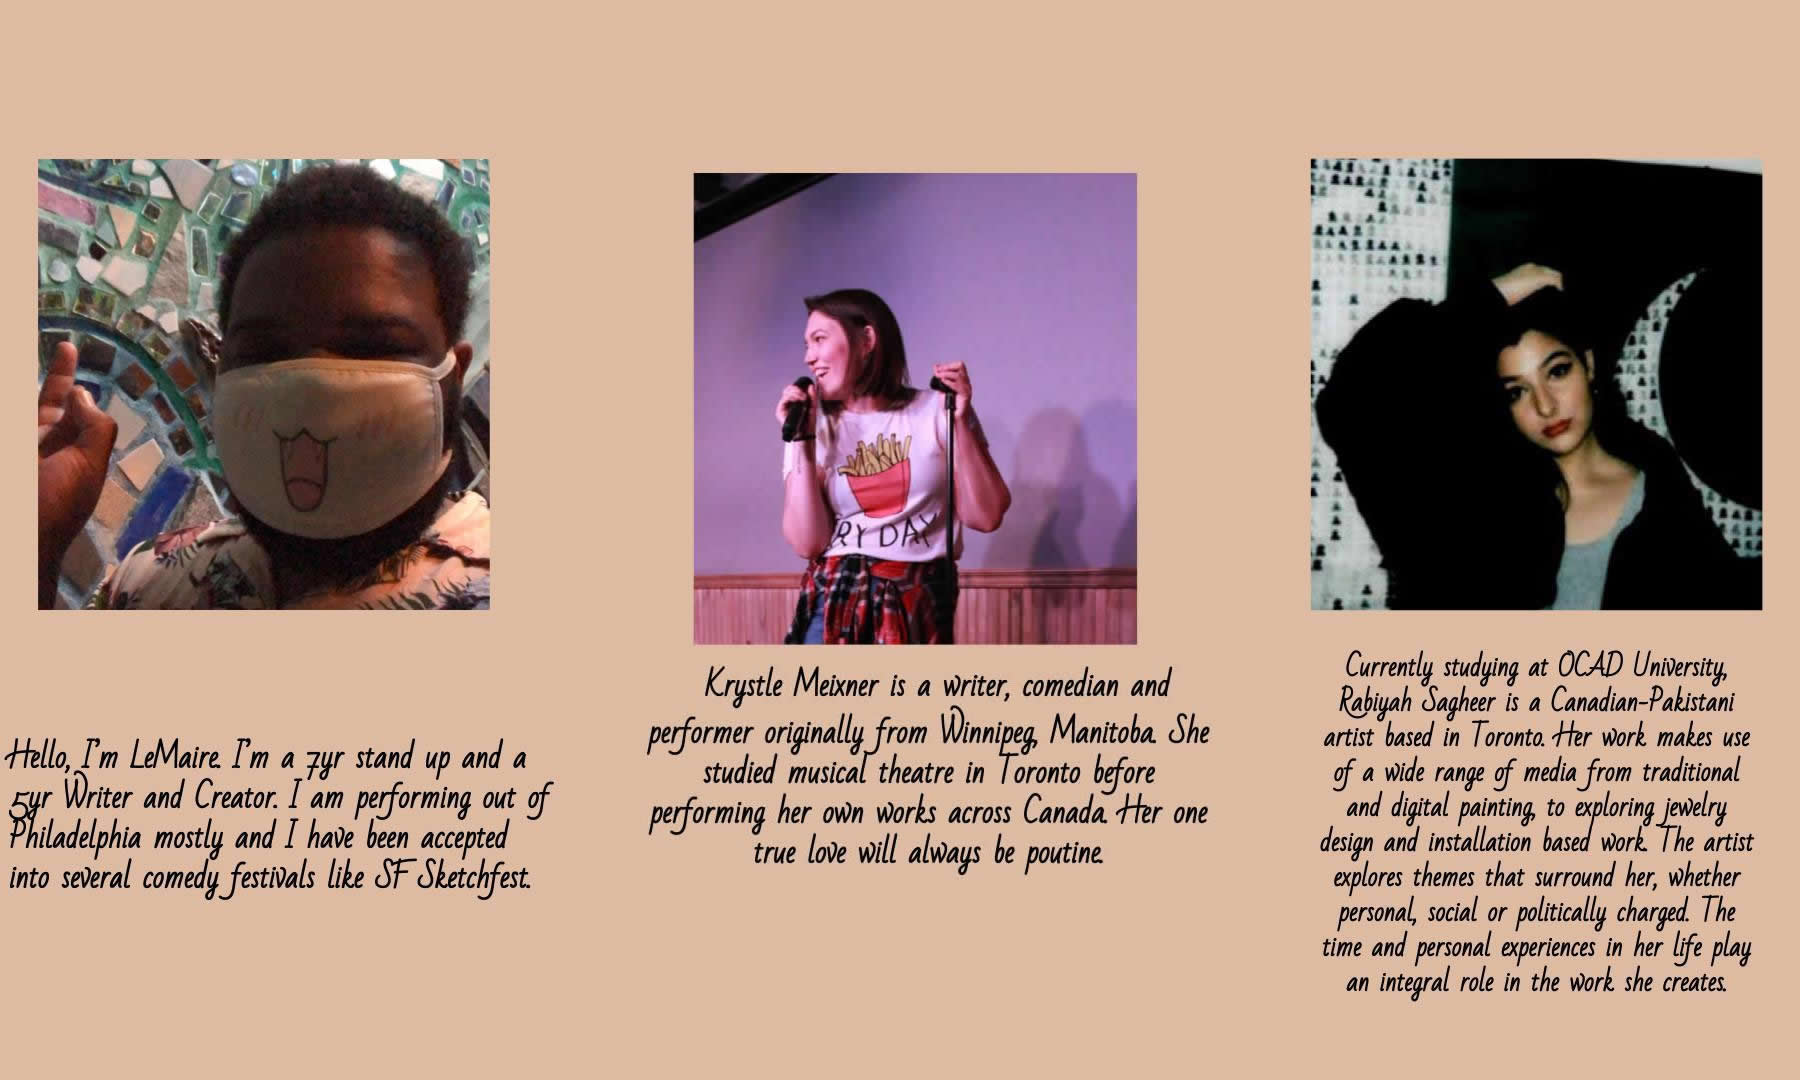 Hello, I'm LeMaire. I'm a 7yr stand up and a
5yr Writer and Creator. I am performing out of
Philadelphia mostly and I have been accepted
into several comedy festivals like SF Sketchfest.
RY DAY
Krystle Meixner is a writer, comedian and
performer originally from Winnipeg, Manitoba. She
studied musical theatre in Toronto before
performing her own works across Canada. Her one
true love will always be poutine.
Currently studying at OCAD University,
Rabiyah Sagheer is a Canadian-Pakistani
artist based in Toronto. Her work makes use
of a wide range of media from traditional
and digital painting, to exploring jewelry
design and installation based work. The artist
explores themes that surround her, whether
personal, social or politically charged. The
time and personal experiences in her life play
an integral role in the work she creates.